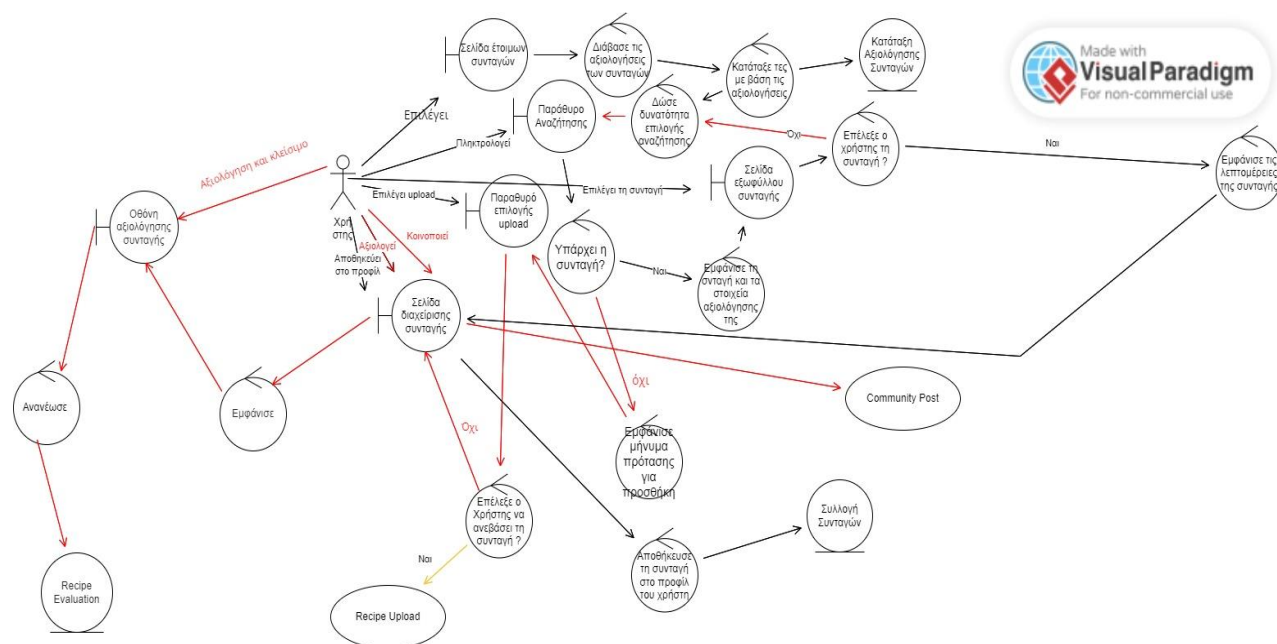 Made with
Visual Paradigm
For non-commercial use
Σελίδα έτοιμων
συνταγών
Διάβασε τις
αξιολογήσεις
των συνταγών
Κατάταξε τες
με βάση τις
αξιολογήσεις
Κατάταξη
Αξιολόγησης
Συνταγών
Επιλέγει
Παράθυρο
Αναζήτησης
Δώσε
δυνατότητα
επιλογής
αναζήτησης
Όχι
Επέλεξε ο
χρήστης τη
συνταγή ?
Ναι
Εμφάνισε τις
λεπτομέρειες
της συνταγής
Πληκτρολογεί
Αξιολόγηση και κλείσιμο
Επιλέγει τη συνταγή
Σελίδα
εξωφύλλου
συνταγής
Επιλέγει upload
Παραθυρό
επιλογής
upload
Οθόνη
αξιολόγησης
συνταγής
Χρή
στης
Κοινοποιεί
Αξιολογεί
Αποθηκεύει
στο προφίλ
Υπάρχει η
συνταγή?
Ναι
Εμφάνισε τη
σνταγή και τα
στοιχεία
αξιολόγησης
της
Σελίδα
διαχείρισης
συνταγής
όχι
Community Post
Ανανέωσε
Εμφάνισε
Όχι
Εμφάνισε
μήνυμα
πρότασης
για
προσθήκη
Επέλεξε ο
Χρήστης να
ανεβάσει τη
συνταγή ?
Συλλογή
Συνταγών
Ναι
Αποθήκευσε
τη συνταγή
στο προφίλ
του χρήστη
Recipe
Evaluation
Recipe Upload